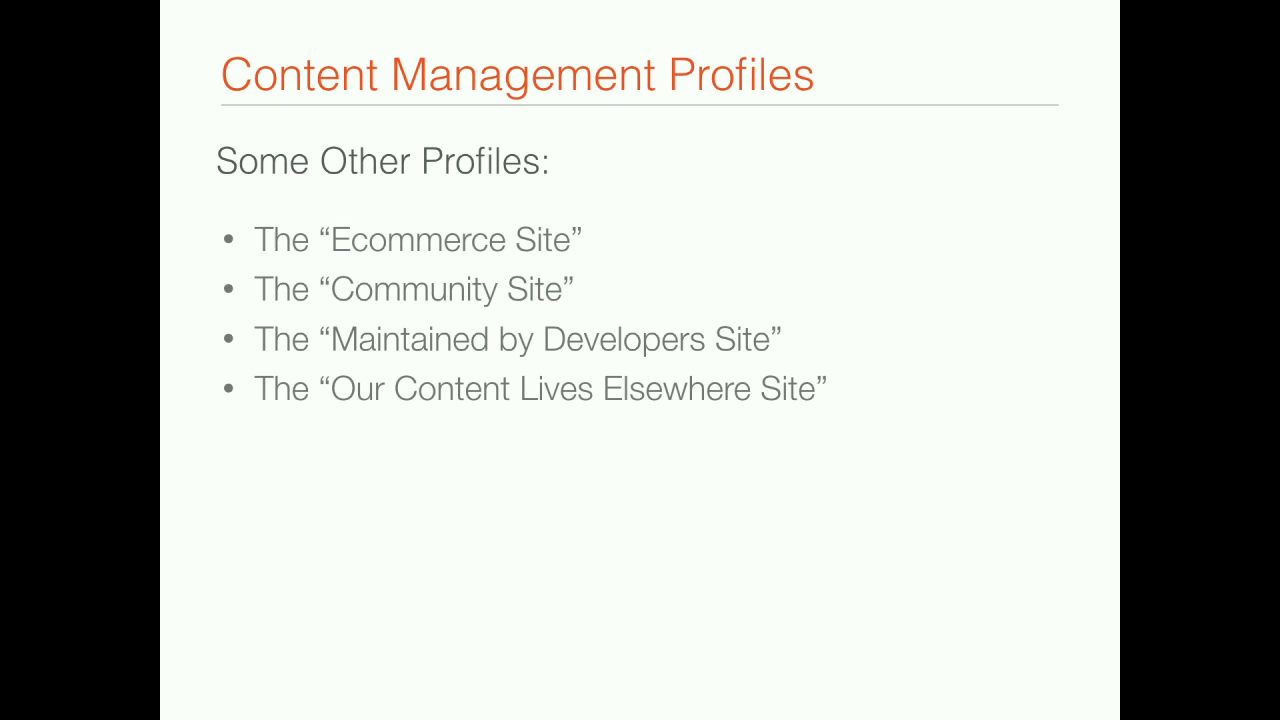 Content Management Profiles
Some Other Profiles:
• The “Ecommerce Site”
• The “Community Site”
• The “Maintained by Developers Site”
• The “Our Content Lives Elsewhere Site”